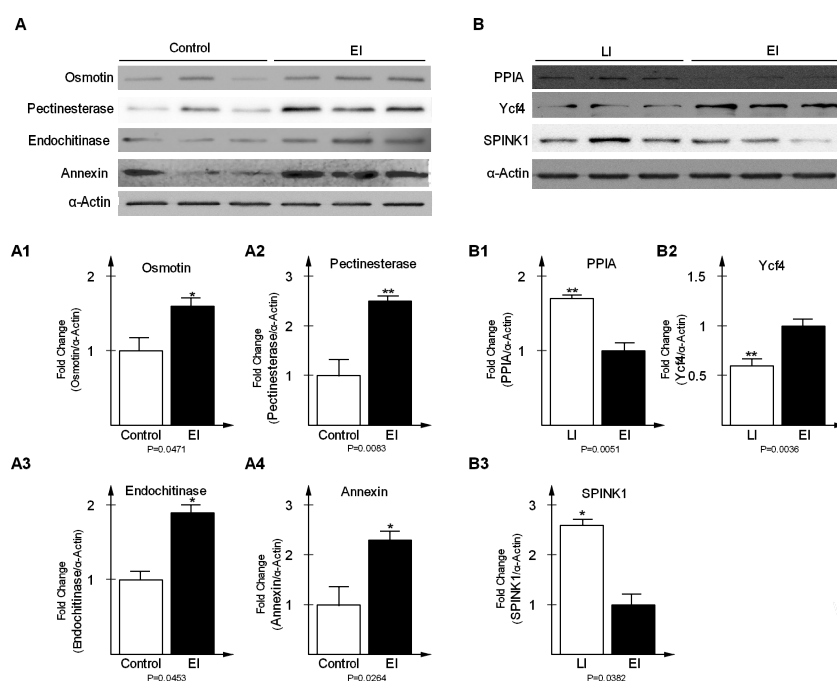 A
Control EI
Osmotin
Pectinesterase
Endochitinase
Annexin
α-Actin
B
LI EI
PPIA
Ycf4
SPINK1
α-Actin
A1
Osmotin
2
1
*
Fold Change
(Osmotin/α-Actin)
Control EI
P=0.0471
A2
Pectinesterase
3
2
1
**
Fold Change
(Pectinesterase/α-Actin)
Control EI
P=0.0083
B1
PPIA
2
1
**
Fold Change
(PPIA/α-Actin)
LI EI
P=0.0051
B2
Ycf4
1.5
1
0.5
**
Fold Change
(Ycf4/α-Actin)
LI EI
P=0.0036
A3
Endochitinase
2
1
*
Fold Change
(Endochitinase/α-Actin)
Control EI
P=0.0453
A4
Annexin
3
2
1
*
Fold Change
(Annexin/α-Actin)
Control EI
P=0.0264
B3
SPINK1
3
2
1
*
Fold Change
(SPINK1/α-Actin)
LI EI
P=0.0382